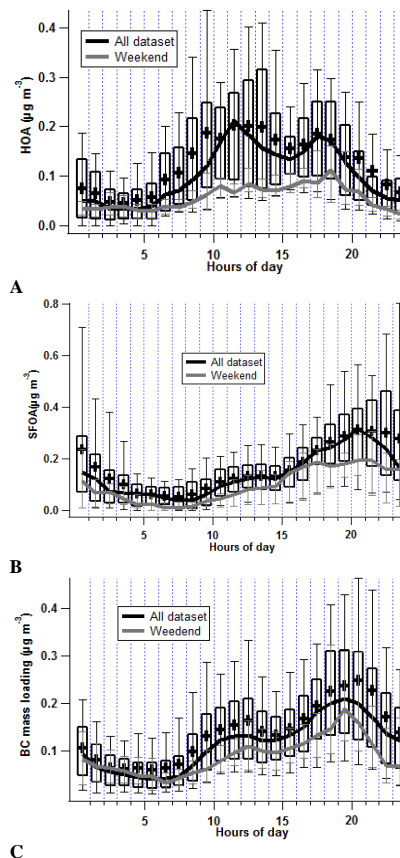 0.4
0.3
0.2
0.1
0.0
HOA (µg m-3)
All dataset
Weekend
5
10
15
20
Hours of day
A
0.8
0.6
0.4
0.2
0.0
SFOA(µg m-3)
All dataset
Weekend
5
10
15
20
Hours of day
B
0.4
0.3
0.2
0.1
BC mass loading (µg m-3)
All dataset
Weedend
5
10
15
20
Hours of day
C